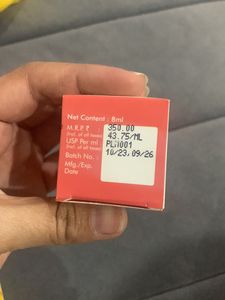 Net Content : 8ml
M.R.P. ₹ 350.00
(Incl. of all taxes)
USP Per ml 43.75/ML
(Incl. of all taxes)
Batch No. : PLi1001
Mfg./Exp. 10/23,09/26
Date